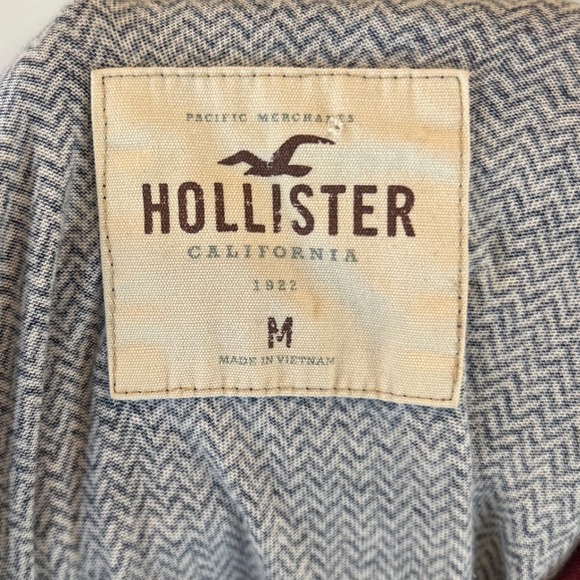 PACIFIC MERCHANTS
HOLLISTER
CALIFORNIA
1922
M
MADE IN VIETNAM